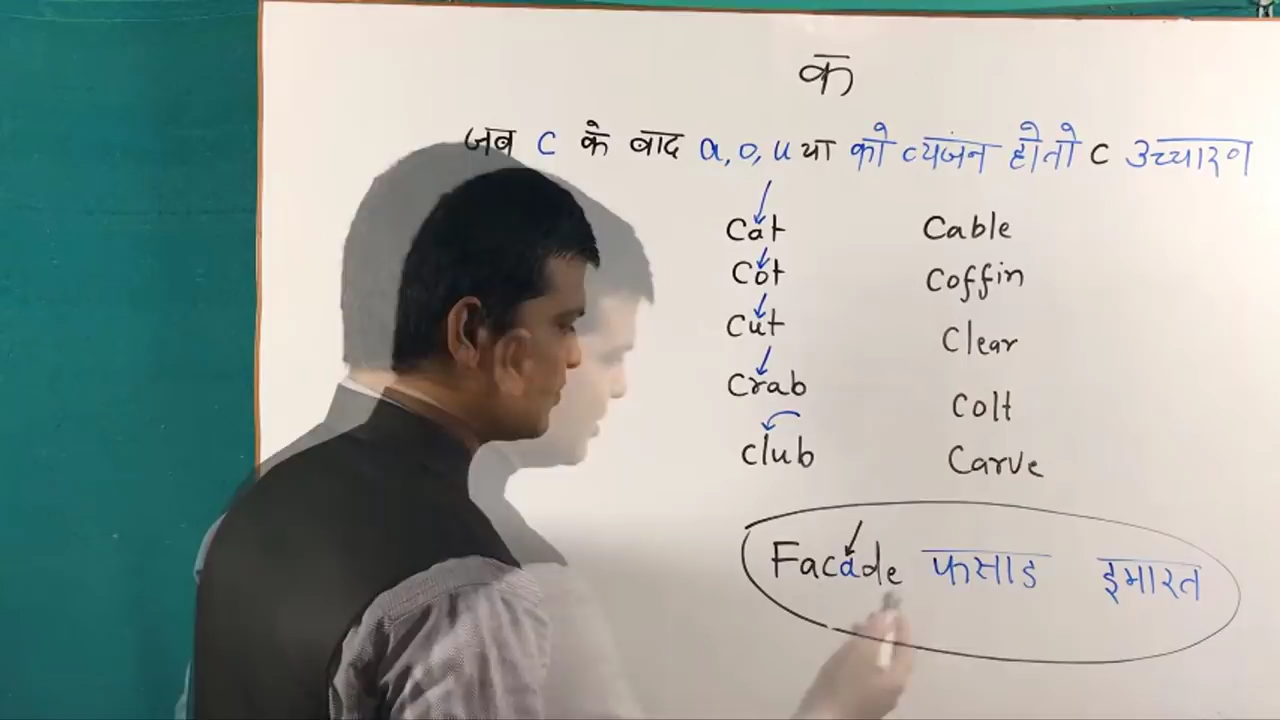 क
जब C के बाद a, o, u या को व्यंजन हो तो C उच्चारण
Cat Cable
Cot Coffin
Cut Clear
Crab Colt
Club Carve
Facade फसाड इमारत